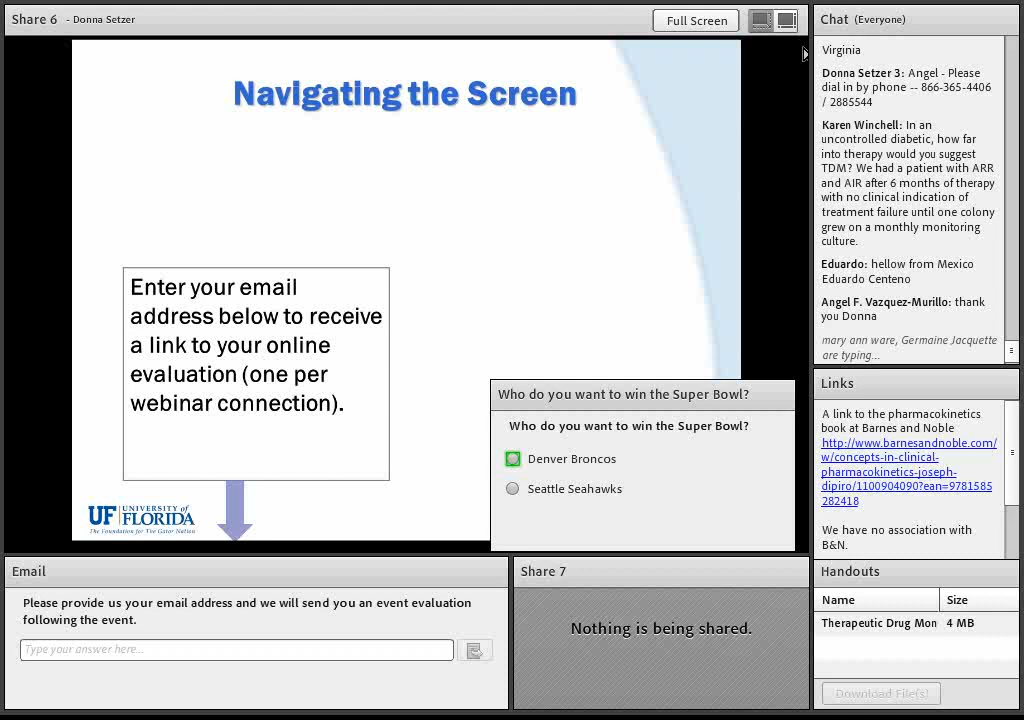 Share 6 - Donna Setzer
Full Screen
Navigating the Screen
Enter your email
address below to receive
a link to your online
evaluation (one per
webinar connection).
UF UNIVERSITY of
FLORIDA
The Foundation for The Gator Nation
Who do you want to win the Super Bowl?
Who do you want to win the Super Bowl?
Denver Broncos
Seattle Seahawks
Email
Please provide us your email address and we will send you an event evaluation
following the event.
Type your answer here...
Share 7
Nothing is being shared.
Chat (Everyone)
Virginia
Donna Setzer 3: Angel - Please
dial in by phone -- 866-365-4406
/ 2885544
Karen Winchell: In an
uncontrolled diabetic, how far
into therapy would you suggest
TDM? We had a patient with ARR
and AIR after 6 months of therapy
with no clinical indication of
treatment failure until one colony
grew on a monthly monitoring
culture.
Eduardo: hellow from Mexico
Eduardo Centeno
Angel F. Vazquez-Murillo: thank
you Donna
mary ann ware, Germaine Jacquette
are typing...
Links
A link to the pharmacokinetics
book at Barnes and Noble
http://www.barnesandnoble.com/
w/concepts-in-clinical-
pharmacokinetics-joseph-
dipiro/1100904090?ean=9781585
282418
We have no association with
B&N.
Handouts
Name Size
Therapeutic Drug Mon 4 MB
Download File(s)